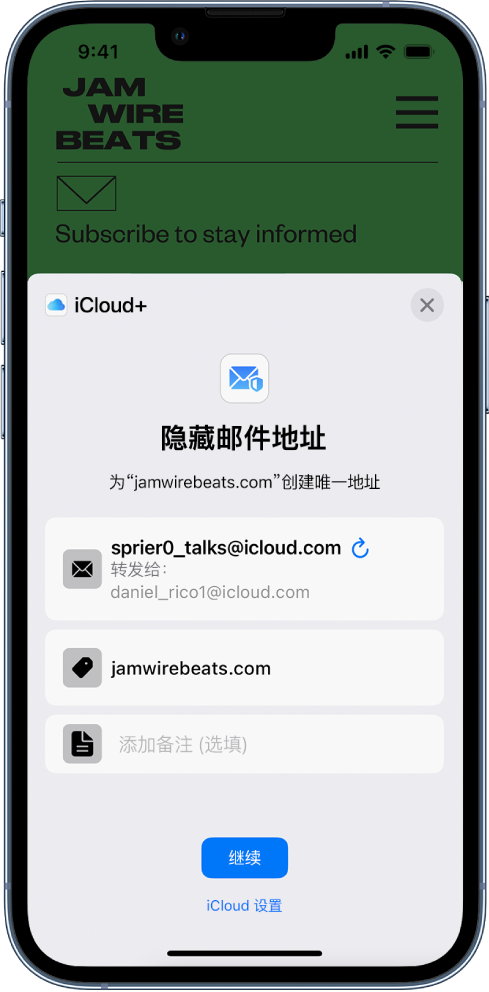 9:41
JAM
WIRE
BEATS
Subscribe to stay informed
iCloud+
隐藏邮件地址
为“jamwirebeats.com”创建唯一地址
sprier0_talks@icloud.com
转发给：
daniel_rico1@icloud.com
jamwirebeats.com
添加备注 (选填)
继续
iCloud 设置